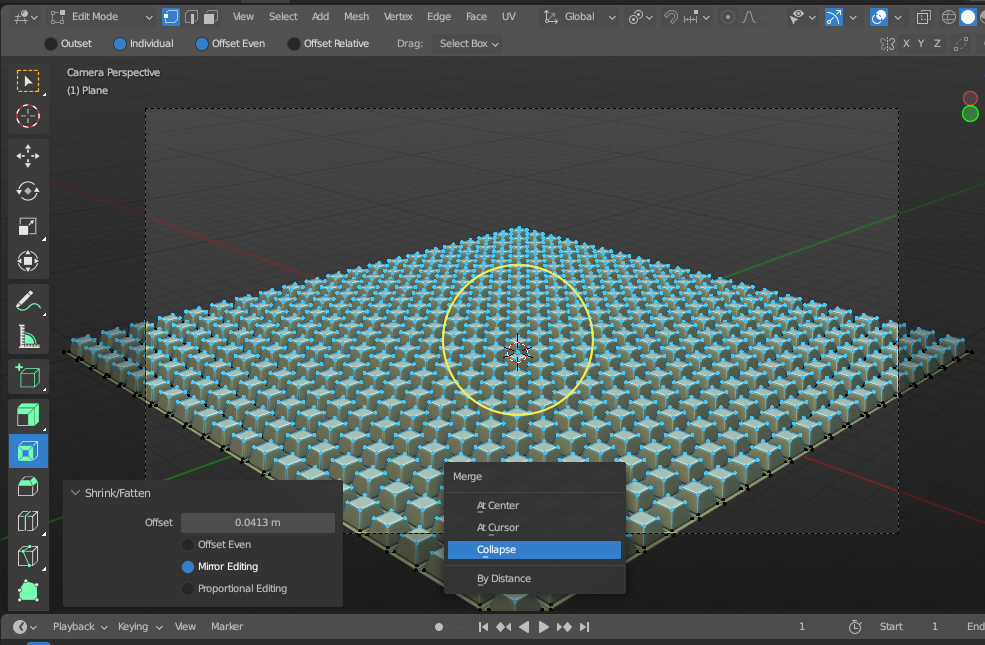 Edit Mode View Select Add Mesh Vertex Edge Face UV Global
Outset Individual Offset Even Offset Relative Drag: Select Box X Y Z
Camera Perspective
(1) Plane
Merge
At Center
At Cursor
Collapse
By Distance
Shrink/Fatten
Offset 0.0413 m
Offset Even
Mirror Editing
Proportional Editing
Playback Keying View Marker 1 Start 1 End